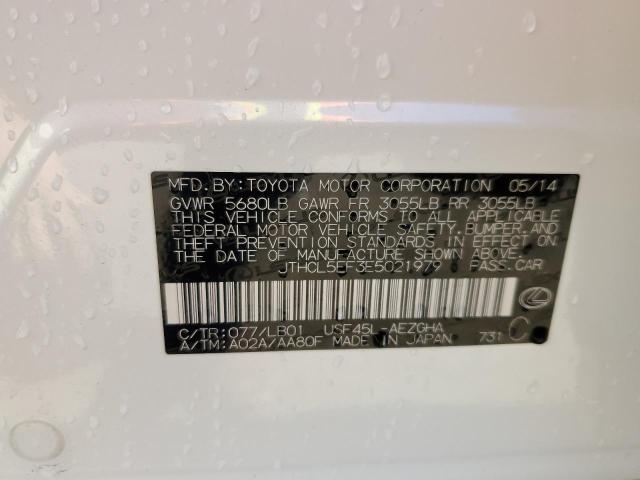 MFD. BY: TOYOTA MOTOR CORPORATION 05/14
GVWR 5680LB GAWR FR 3055LB RR 3055LB
THIS VEHICLE CONFORMS TO ALL APPLICABLE
FEDERAL MOTOR VEHICLE SAFETY, BUMPER, AND
THEFT PREVENTION STANDARDS IN EFFECT ON
THE DATE OF MANUFACTURE SHOWN ABOVE.
JTHCL5EF3E5021979 PASS.CAR
C/TR:077/LB01 USF45L-AEZGHA
A/TM:A02A/AA80F MADE IN JAPAN 731 C